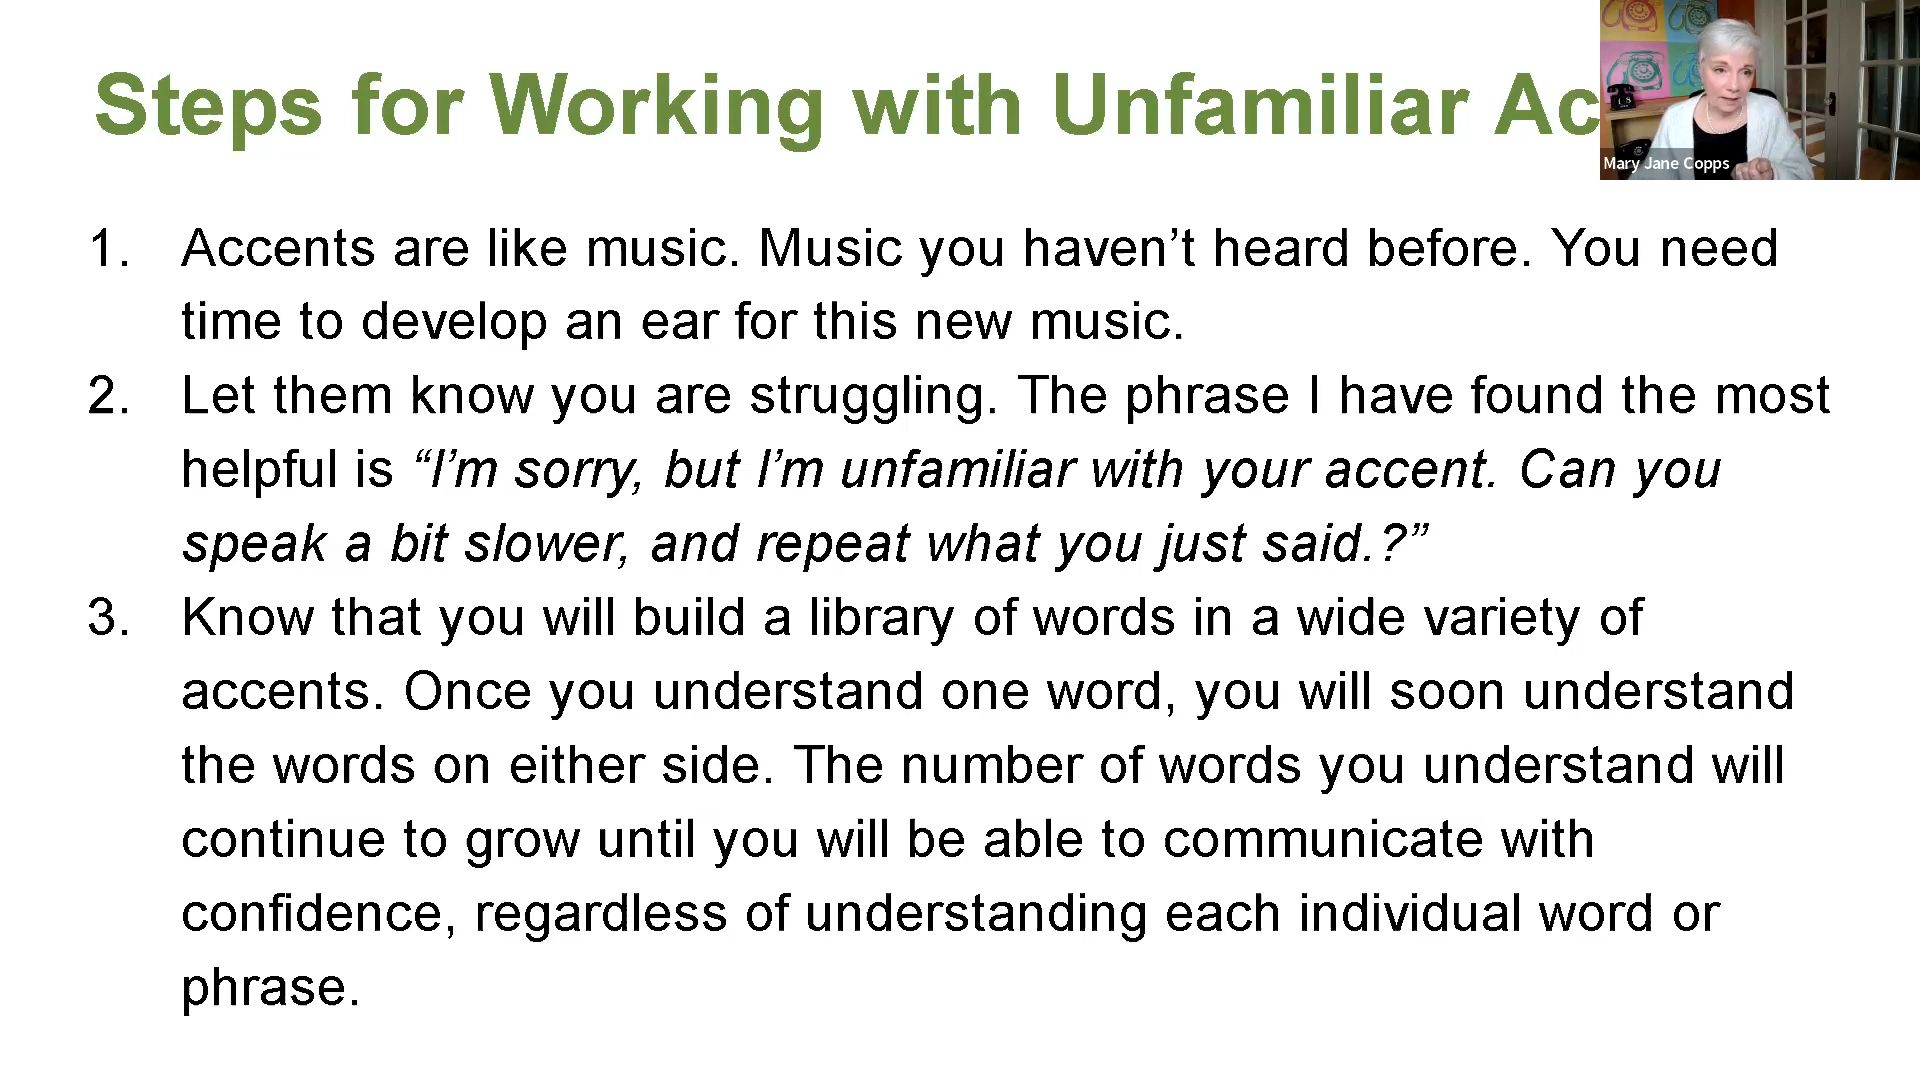 Steps for Working with Unfamiliar Ac
Mary Jane Copps
1. Accents are like music. Music you haven’t heard before. You need
time to develop an ear for this new music.
2. Let them know you are struggling. The phrase I have found the most
helpful is “I’m sorry, but I’m unfamiliar with your accent. Can you
speak a bit slower, and repeat what you just said.?”
3. Know that you will build a library of words in a wide variety of
accents. Once you understand one word, you will soon understand
the words on either side. The number of words you understand will
continue to grow until you will be able to communicate with
confidence, regardless of understanding each individual word or
phrase.